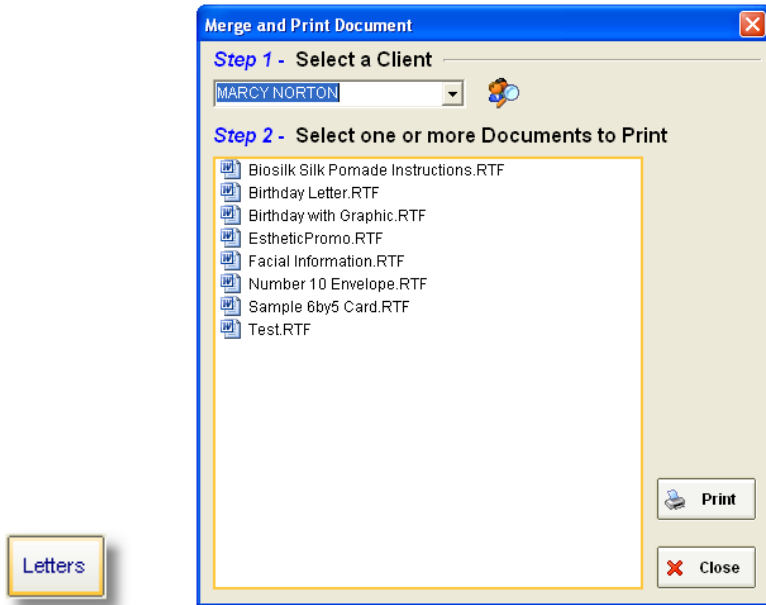 Merge and Print Document
Step 1 - Select a Client
MARCY NORTON
Step 2 - Select one or more Documents to Print
Biosilk Silk Pomade Instructions.RTF
Birthday Letter.RTF
Birthday with Graphic.RTF
EstheticPromo.RTF
Facial Information.RTF
Number 10 Envelope.RTF
Sample 6by5 Card.RTF
Test.RTF
Print
Letters
Close